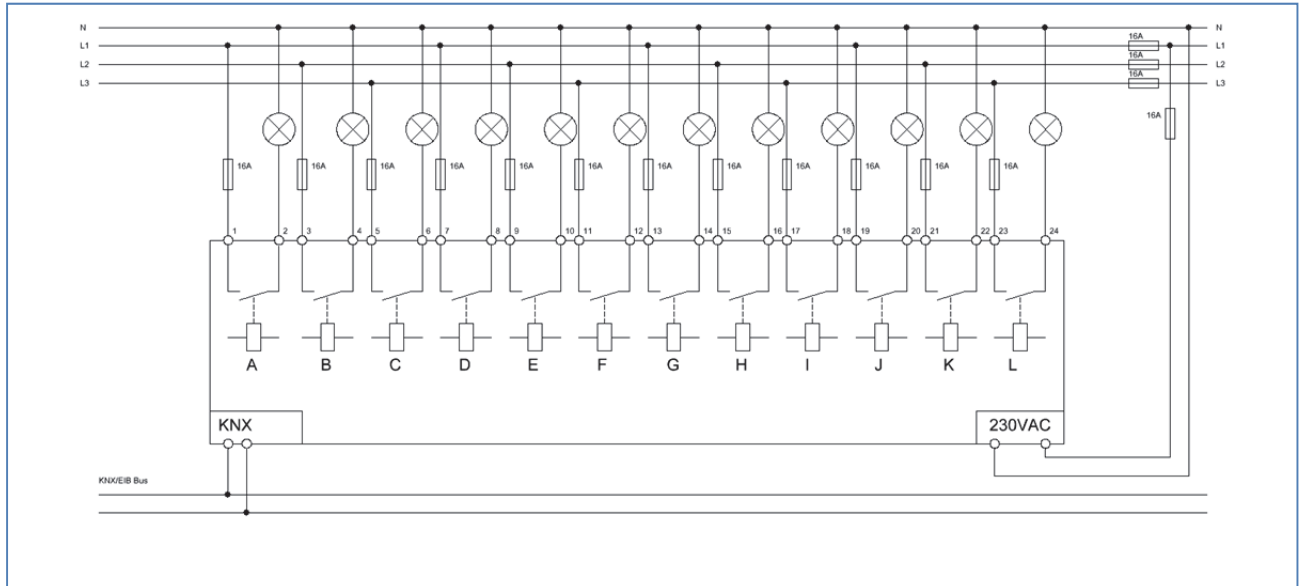 N N
L1 16A L1
L2 16A L2
L3 16A L3
16A
16A 16A 16A 16A 16A 16A 16A 16A 16A 16A 16A 16A
1 2 3 4 5 6 7 8 9 10 11 12 13 14 15 16 17 18 19 20 21 22 23 24
A B C D E F G H I J K L
KNX 230VAC
KNX/EIB Bus